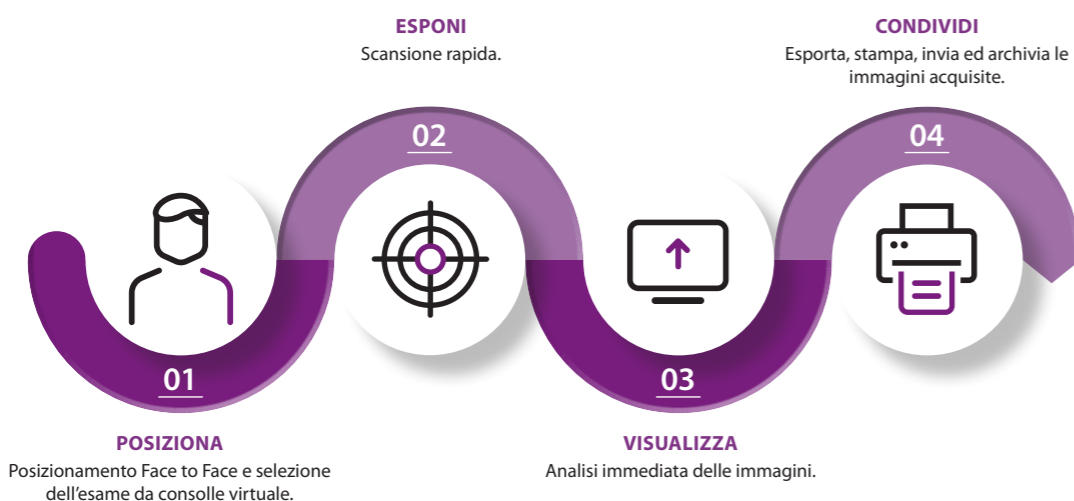 01
POSIZIONA
Posizionamento Face to Face e selezione
dell'esame da consolle virtuale.
ESPONI
Scansione rapida.
02
03
VISUALIZZA
Analisi immediata delle immagini.
CONDIVIDI
Esporta, stampa, invia ed archivia le
immagini acquisite.
04